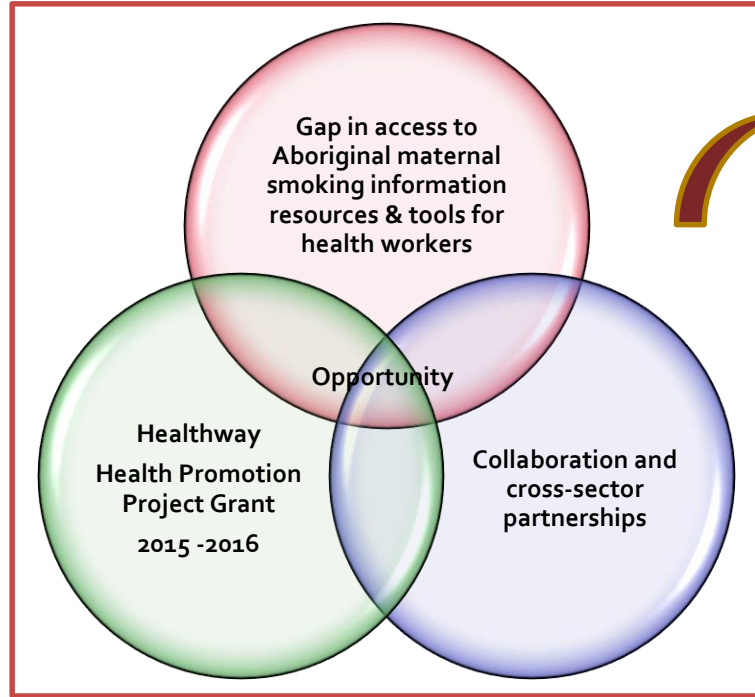 Gap in access to
Aboriginal maternal
smoking information
resources & tools for
health workers
Opportunity
Healthway
Health Promotion
Project Grant
2015 -2016
Collaboration and
cross-sector
partnerships